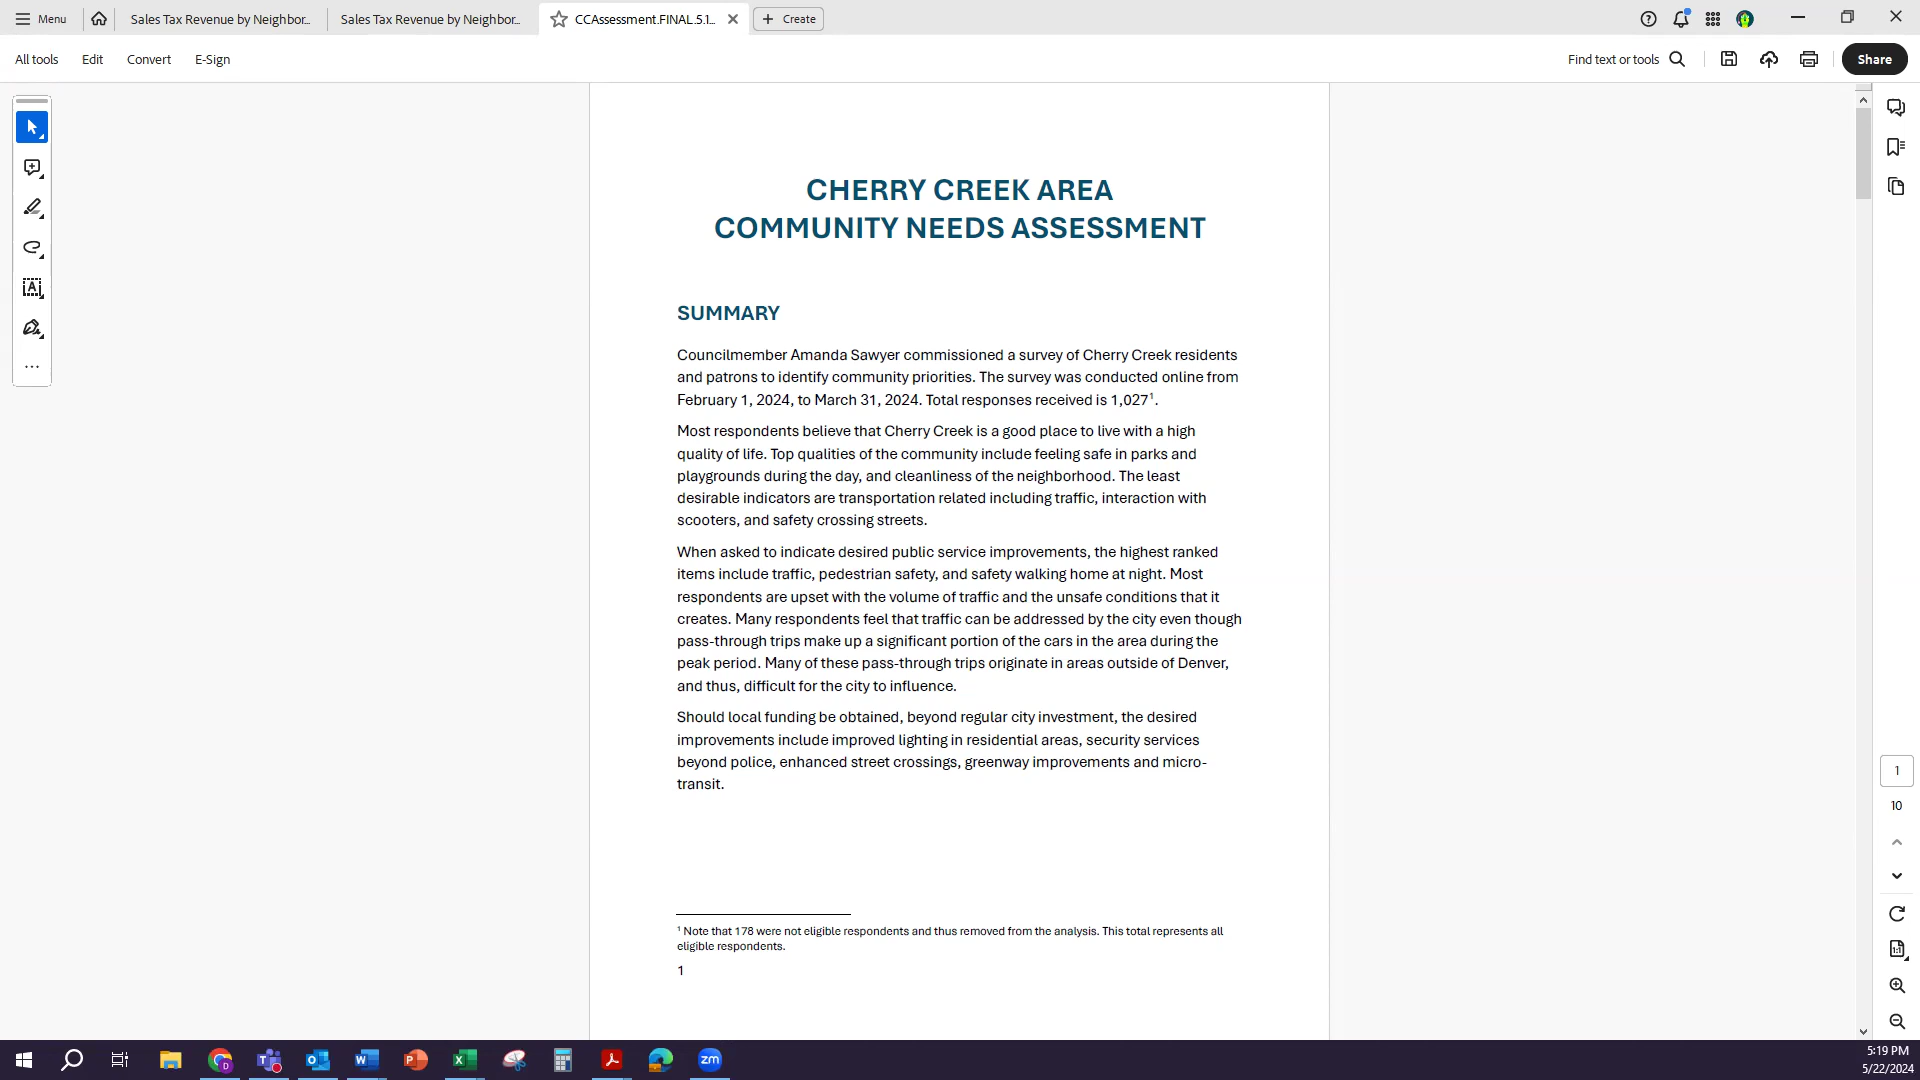 Menu
Sales Tax Revenue by Neighbor...
Sales Tax Revenue by Neighbor...
CCAssessment.FINAL.5.1...
Create
All tools
Edit
Convert
E-Sign
Find text or tools
Share
CHERRY CREEK AREA
COMMUNITY NEEDS ASSESSMENT
SUMMARY
Councilmember Amanda Sawyer commissioned a survey of Cherry Creek residents
and patrons to identify community priorities. The survey was conducted online from
February 1, 2024, to March 31, 2024. Total responses received is 1,027¹.
Most respondents believe that Cherry Creek is a good place to live with a high
quality of life. Top qualities of the community include feeling safe in parks and
playgrounds during the day, and cleanliness of the neighborhood. The least
desirable indicators are transportation related including traffic, interaction with
scooters, and safety crossing streets.
When asked to indicate desired public service improvements, the highest ranked
items include traffic, pedestrian safety, and safety walking home at night. Most
respondents are upset with the volume of traffic and the unsafe conditions that it
creates. Many respondents feel that traffic can be addressed by the city even though
pass-through trips make up a significant portion of the cars in the area during the
peak period. Many of these pass-through trips originate in areas outside of Denver,
and thus, difficult for the city to influence.
Should local funding be obtained, beyond regular city investment, the desired
improvements include improved lighting in residential areas, security services
beyond police, enhanced street crossings, greenway improvements and micro-
transit.
¹ Note that 178 were not eligible respondents and thus removed from the analysis. This total represents all
eligible respondents.
1
1
10
5:19 PM
5/22/2024